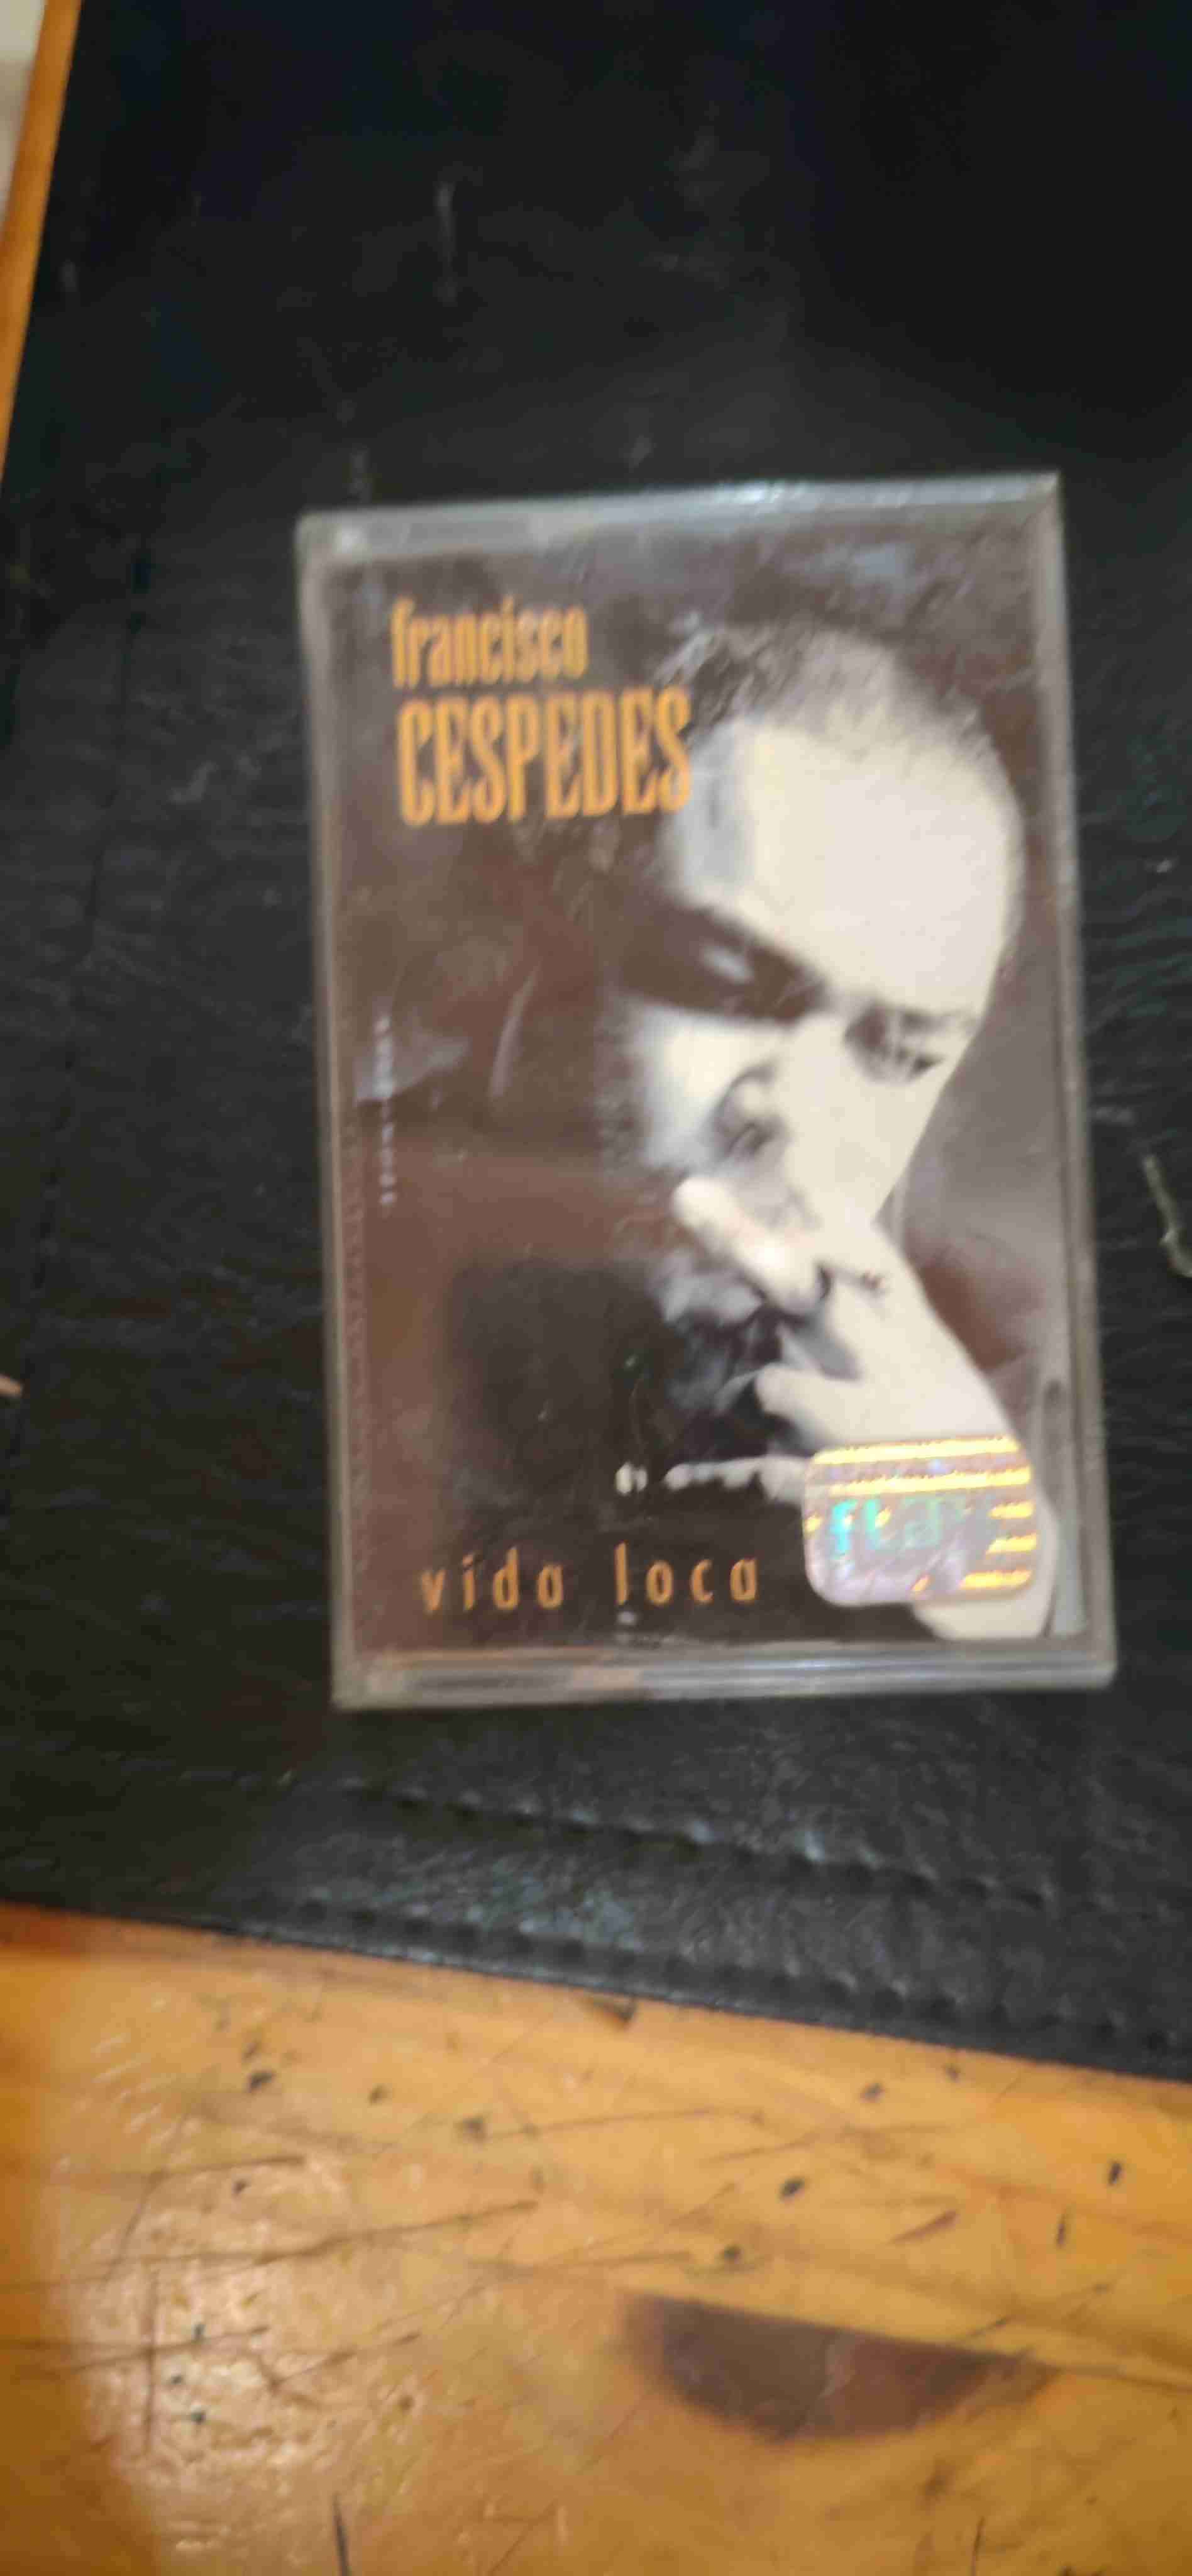 francisco
CESPEDES
vida loca